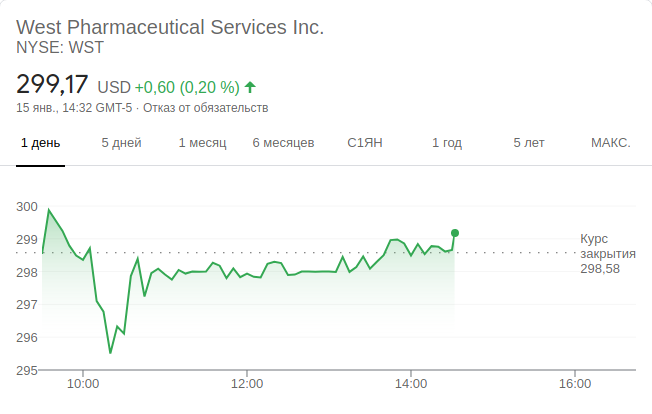 West Pharmaceutical Services Inc.
NYSE: WST
299,17 USD +0,60 (0,20 %)
15 янв., 14:32 GMT-5 · Отказ от обязательств
1 день 5 дней 1 месяц 6 месяцев С1ЯН 1 год 5 лет МАКС.
300
299
298
297
296
295
Курс
закрытия
298,58
10:00 12:00 14:00 16:00